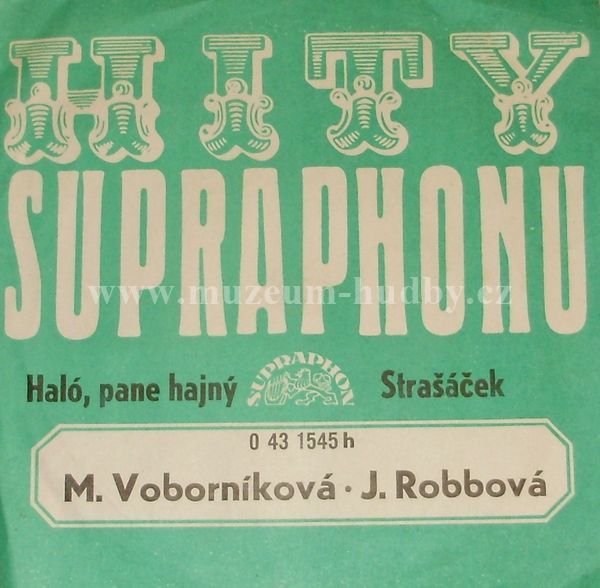 HITY
SUPRAPHONU
www.muzeum-hudby.cz
Haló, pane hajný SUPRAPHON Strašáček
0 43 1545 h
M. Voborníková · J. Robbová